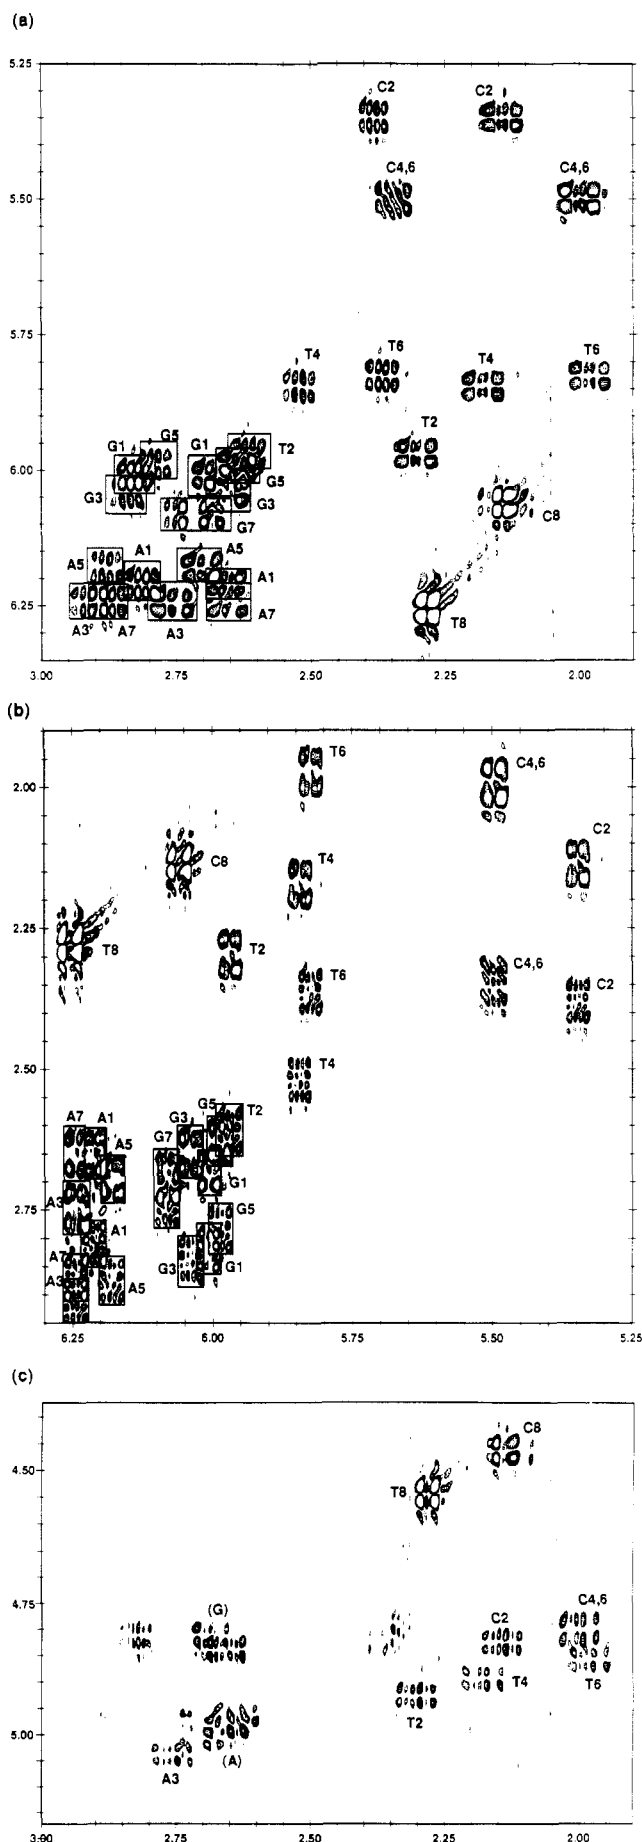 (a)
5.25
C2 C2
C4,6 C4,6
5.50
5.75
T4 T6 T4 T6
G1 G5 G1 T2 T2
6.00
G3 G5 G3 G7 C8
A5 A1 A5 A1
6.25
A3 A7 A3 A7 T8
3.00 2.75 2.50 2.25 2.00
(b)
T6
2.00
C4,6
C2
C8 T4
2.25
T8 T2
T6 C4,6 C2
2.50
T4
A7 A1 G3 G5 T2
G7 A5
A3 G1
2.75
A1 G5
A7
A3 A5 G3 G1
6.25 6.00 5.75 5.50 5.25
(c)
C8
4.50
T8
4.75
(G) C2 C4,6
T4 T6
T2
5.00
A3 (A)
3.90 2.75 2.50 2.25 2.00